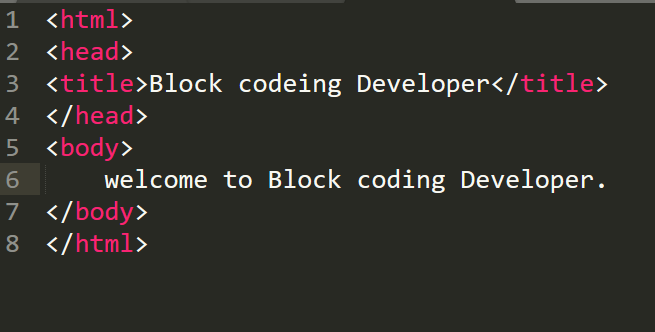 1 <html>
2 <head>
3 <title>Block codeing Developer</title>
4 </head>
5 <body>
6     welcome to Block coding Developer.
7 </body>
8 </html>